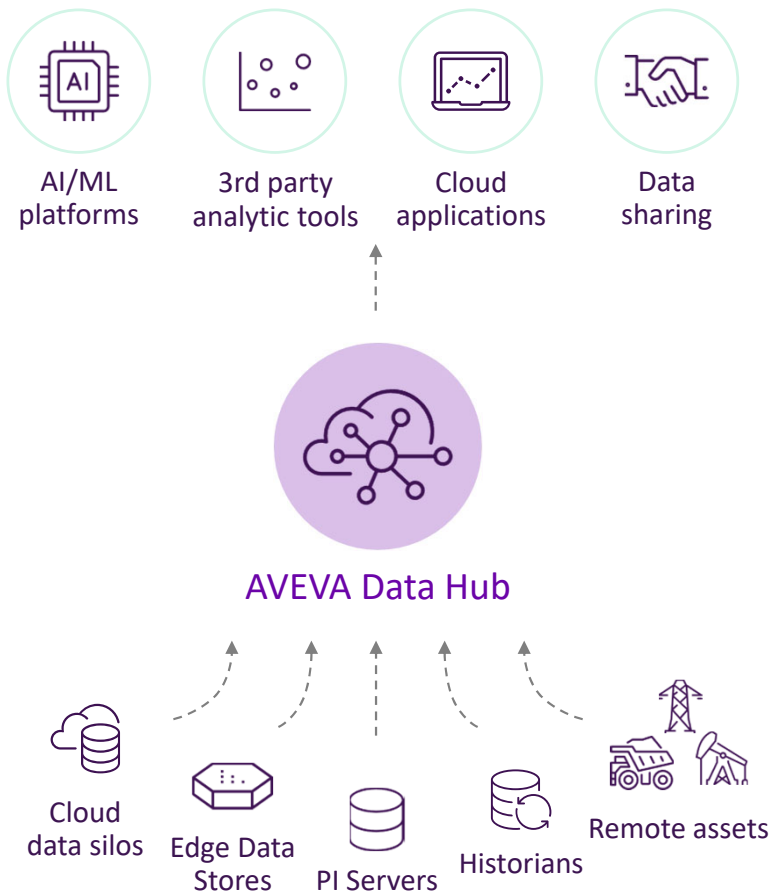 AI
AI/ML
platforms
3rd party
analytic tools
Cloud
applications
Data
sharing
AVEVA Data Hub
Cloud
data silos
Edge Data
Stores
PI Servers
Historians
Remote assets